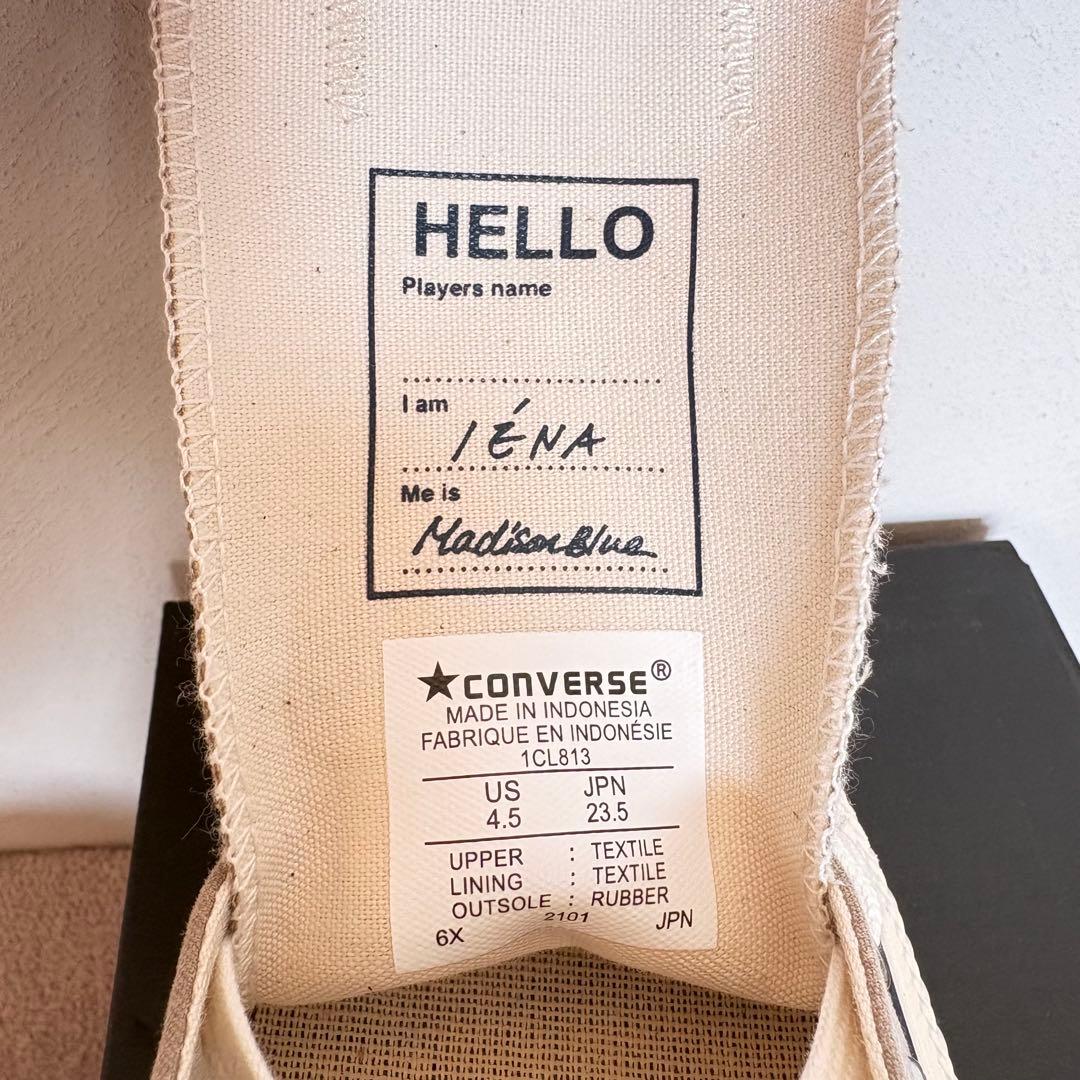 HELLO
Players name
I am
IÉNA
Me is
MadisonBlue
★CONVERSE®
MADE IN INDONESIA
FABRIQUE EN INDONÉSIE
1CL813
US JPN
4.5 23.5
UPPER : TEXTILE
LINING : TEXTILE
OUTSOLE : RUBBER
2101
6X JPN